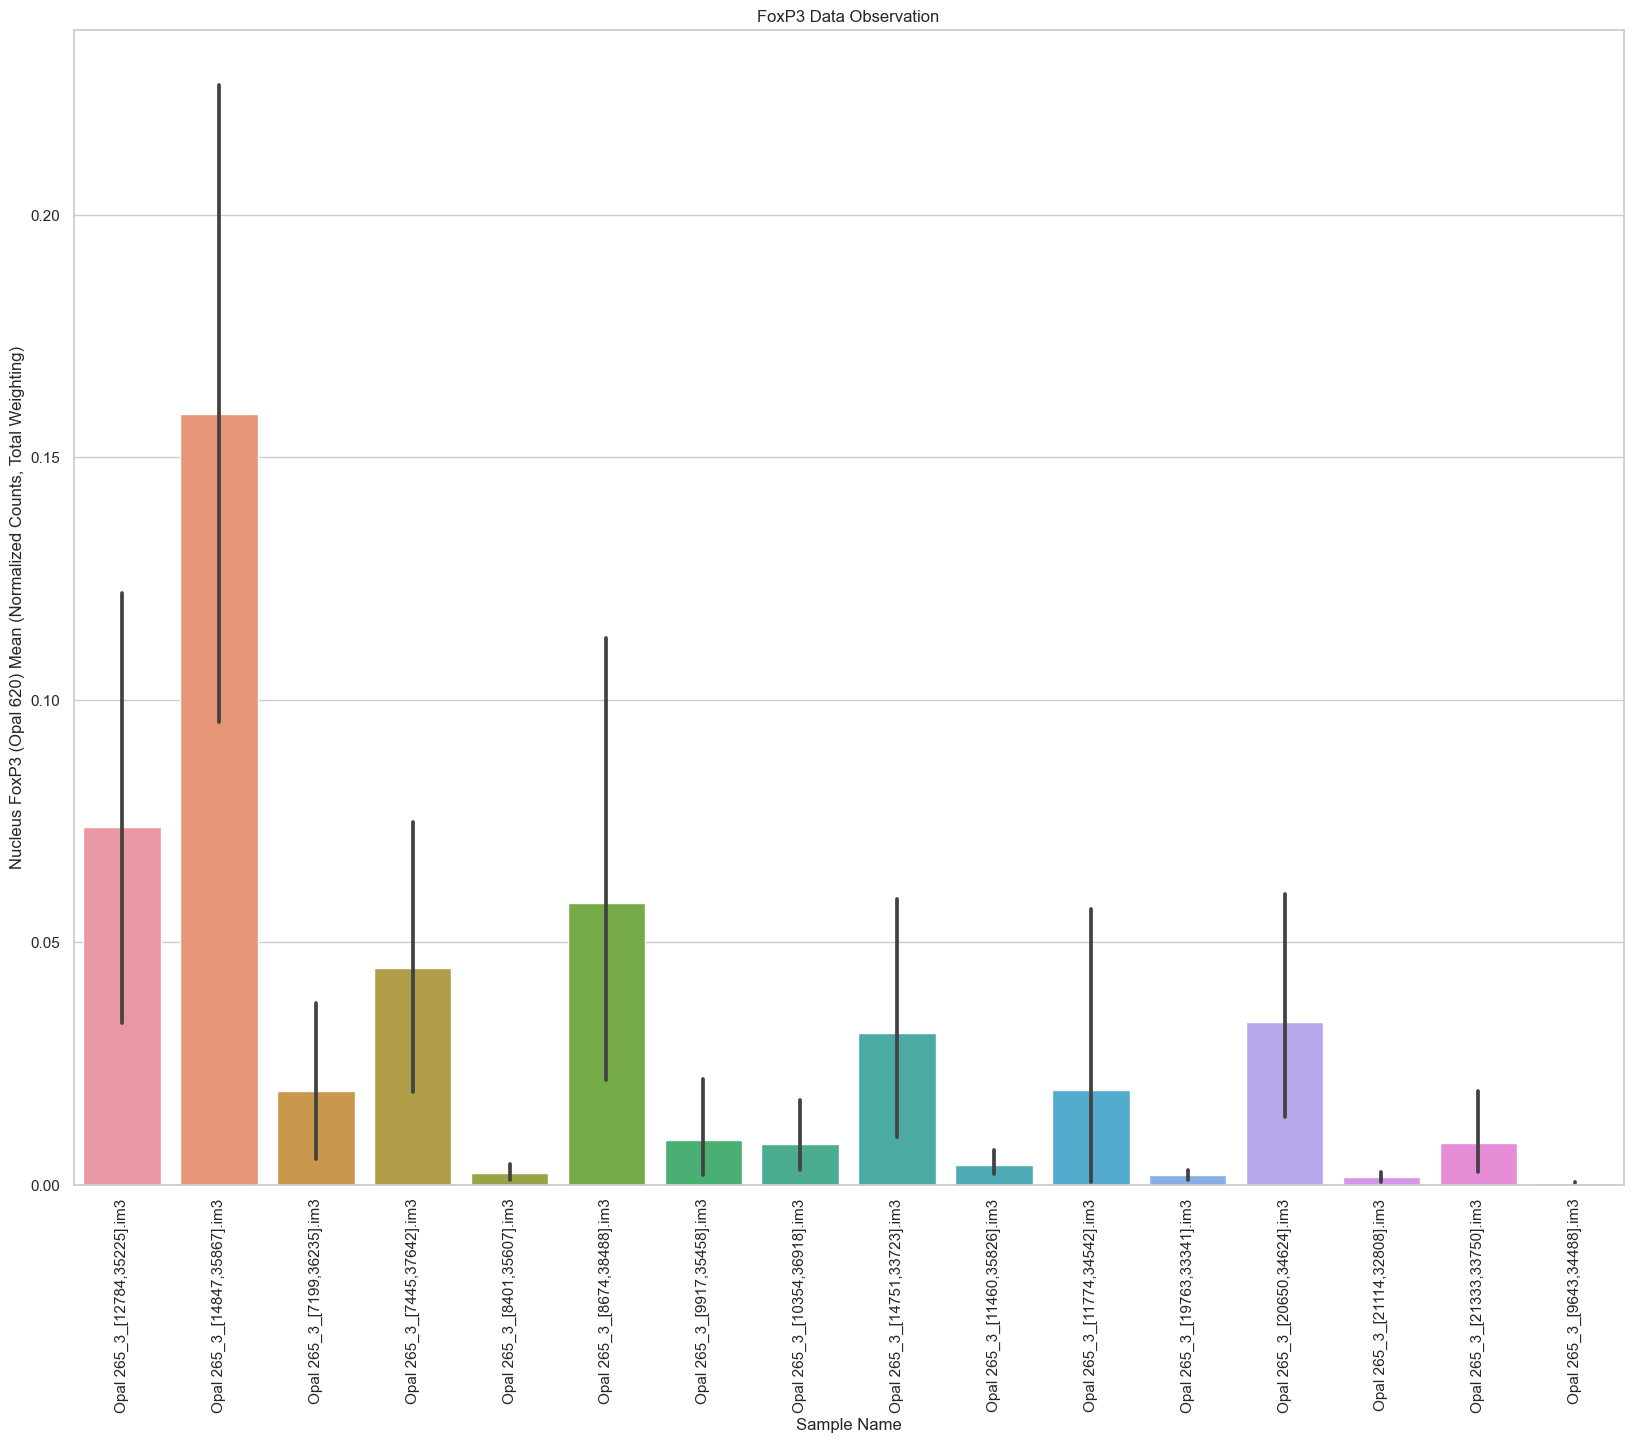 FoxP3 Data Observation
Nucleus FoxP3 (Opal 620) Mean (Normalized Counts, Total Weighting)
0.20
0.15
0.10
0.05
0.00
Opal 265_3_[12784,35225].im3
Opal 265_3_[14847,35867].im3
Opal 265_3_[7199,36235].im3
Opal 265_3_[7445,37642].im3
Opal 265_3_[8401,35607].im3
Opal 265_3_[8674,38488].im3
Opal 265_3_[9917,35458].im3
Opal 265_3_[10354,36918].im3
Opal 265_3_[14751,33723].im3
Opal 265_3_[11460,35826].im3
Opal 265_3_[11774,34542].im3
Opal 265_3_[19763,33341].im3
Opal 265_3_[20650,34624].im3
Opal 265_3_[21114,32808].im3
Opal 265_3_[21333,33750].im3
Opal 265_3_[9643,34488].im3
Sample Name